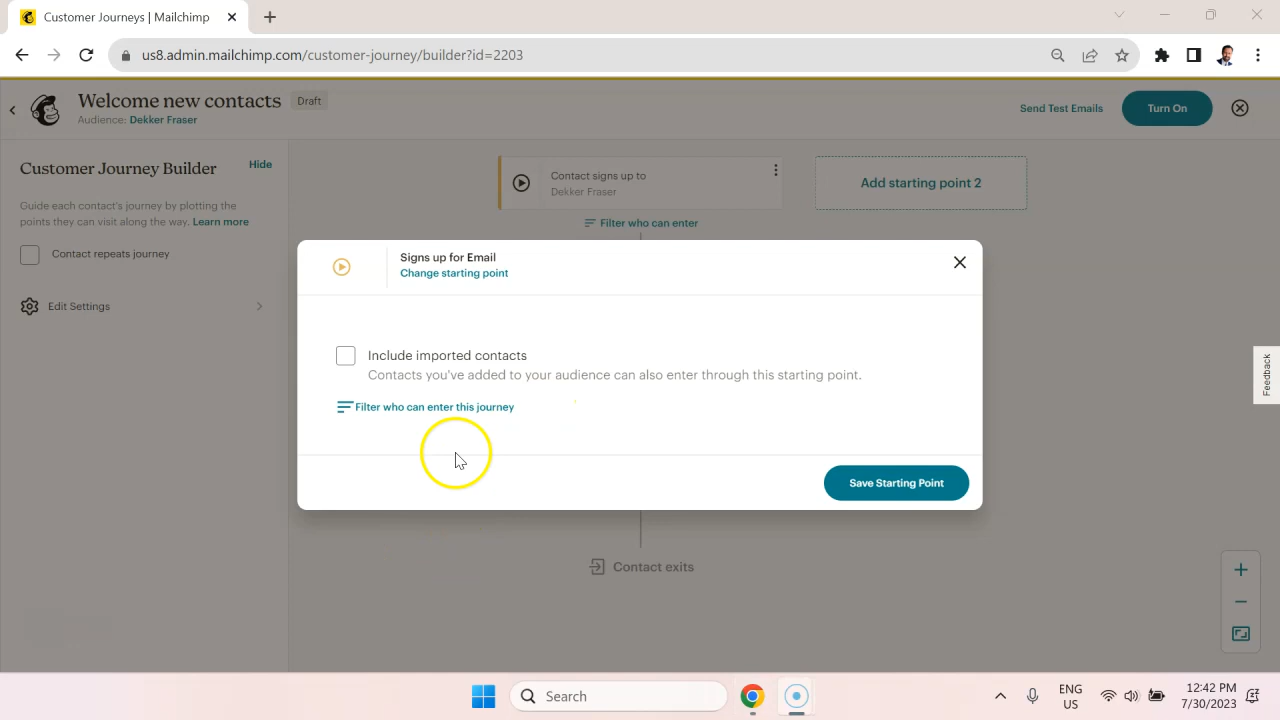 Customer Journeys | Mailchimp
us8.admin.mailchimp.com/customer-journey/builder?id=2203
Welcome new contacts
Draft
Audience: Dekker Fraser
Send Test Emails
Turn On
Customer Journey Builder
Hide
Guide each contact's journey by plotting the
points they can visit along the way. Learn more
Contact repeats journey
Edit Settings
Contact signs up to
Dekker Fraser
Add starting point 2
Filter who can enter
Signs up for Email
Change starting point
Include imported contacts
Contacts you've added to your audience can also enter through this starting point.
Filter who can enter this journey
Save Starting Point
Contact exits
Feedback
Search
ENG
US
12:42 PM
7/30/2023